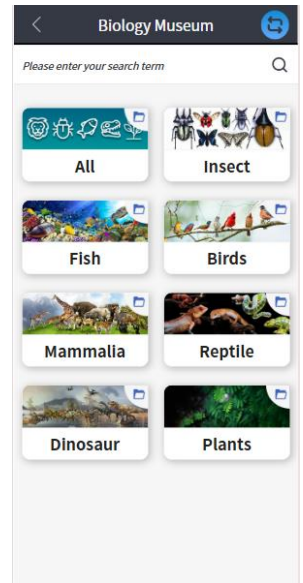 Biology Museum
Please enter your search term
All
Insect
Fish
Birds
Mammalia
Reptile
Dinosaur
Plants